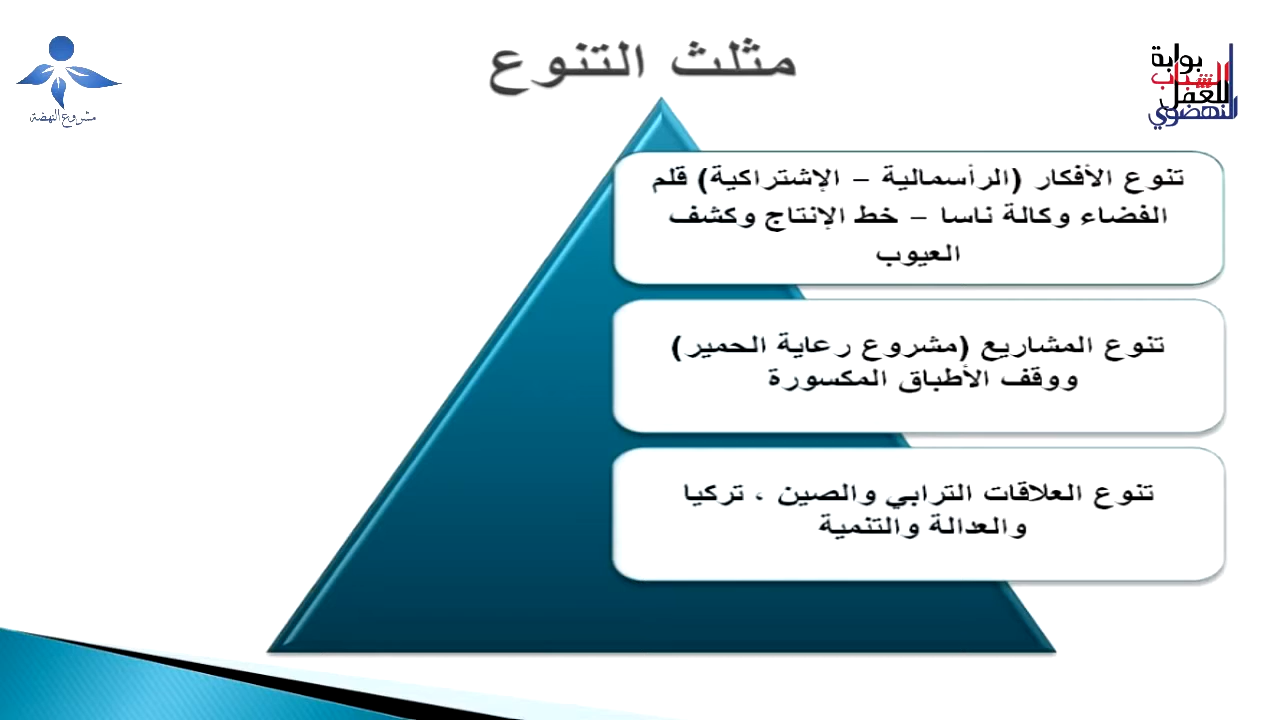 مثلث التنوع
مشروع النهضة
بوابة
الشباب
للعمل
النهضوي
تنوع الأفكار (الرأسمالية – الإشتراكية) قلم
الفضاء وكالة ناسا – خط الإنتاج وكشف
العيوب
تنوع المشاريع (مشروع رعاية الحمير)
ووقف الأطباق المكسورة
تنوع العلاقات الترابي والصين ، تركيا
والعدالة والتنمية